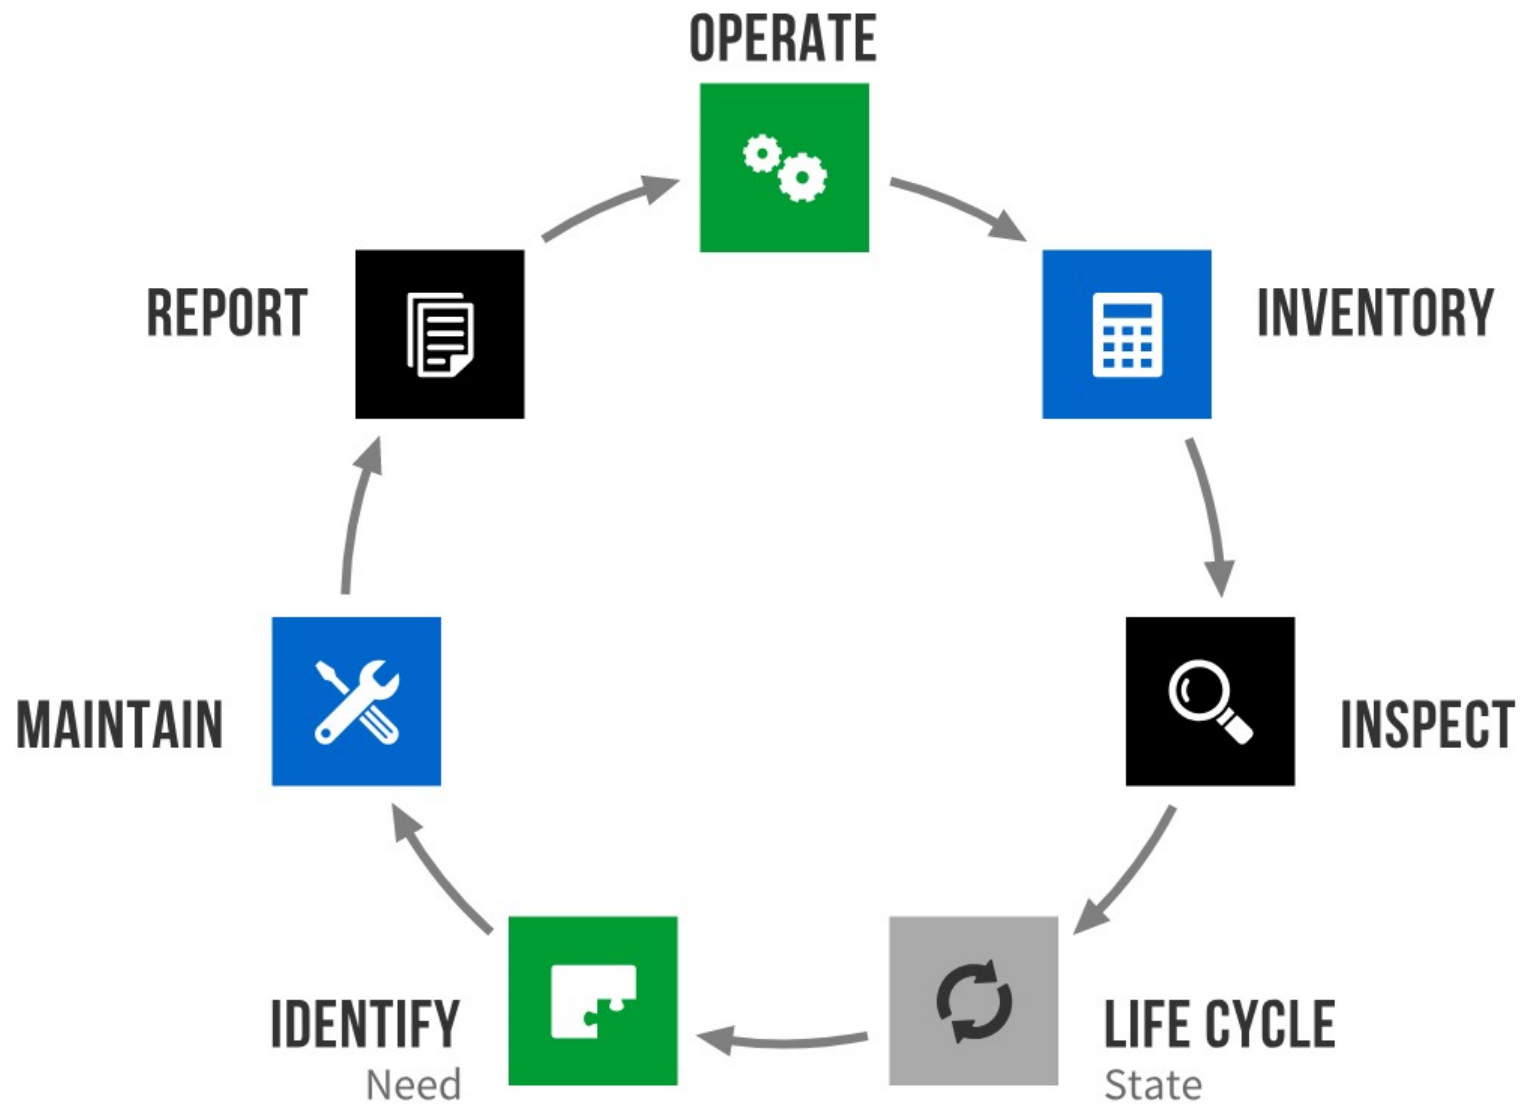 OPERATE
REPORT
INVENTORY
MAINTAIN
INSPECT
IDENTIFY
Need
LIFE CYCLE
State